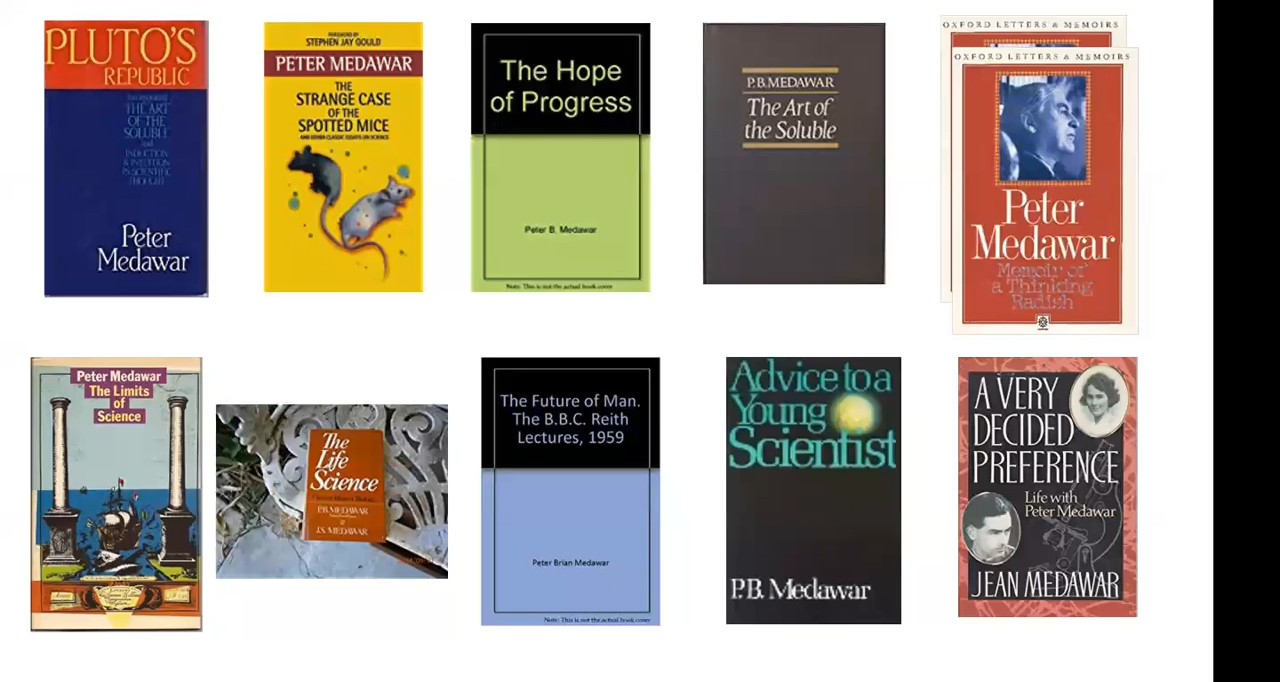 PLUTO'S
REPUBLIC
THE ART
OF THE
SOLUBLE
and
INDUCTION
& INTUITION
IN SCIENTIFIC
THOUGHT
Peter
Medawar
FOREWORD BY
STEPHEN JAY GOULD
PETER MEDAWAR
THE
STRANGE CASE
OF THE
SPOTTED MICE
AND OTHER CLASSIC ESSAYS ON SCIENCE
The Hope
of Progress
Peter B. Medawar
Note: This is not the actual book cover
P.B. MEDAWAR
The Art of
the Soluble
OXFORD LETTERS & MEMOIRS
OXFORD LETTERS & MEMOIRS
Peter
Medawar
Memoir of
a Thinking
Radish
Peter Medawar
The Limits
of
Science
The
Life
Science
P.B. MEDAWAR
&
J.S. MEDAWAR
The Future of Man.
The B.B.C. Reith
Lectures, 1959
Peter Brian Medawar
Note: This is not the actual book cover
Advice to a
Young
Scientist
P.B. Medawar
A VERY
DECIDED
PREFERENCE
Life with
Peter Medawar
JEAN MEDAWAR